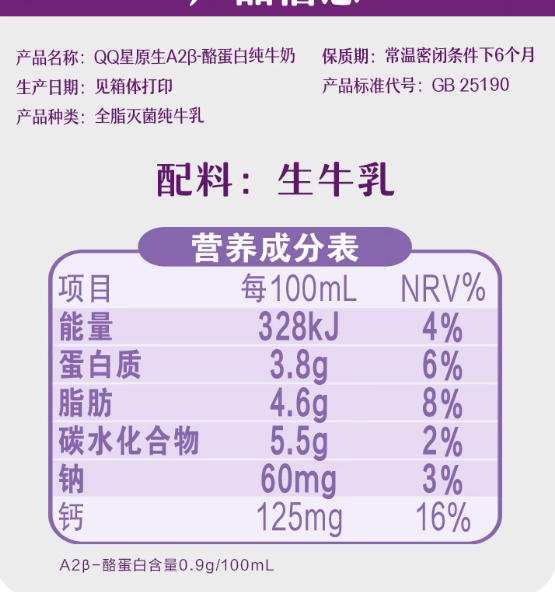 产品名称：QQ星原生A2β-酪蛋白纯牛奶 保质期：常温密闭条件下6个月
生产日期：见箱体打印 产品标准代号：GB 25190
产品种类：全脂灭菌纯牛乳
配料：生牛乳
营养成分表
项目 每100mL NRV%
能量 328kJ 4%
蛋白质 3.8g 6%
脂肪 4.6g 8%
碳水化合物 5.5g 2%
钠 60mg 3%
钙 125mg 16%
A2β-酪蛋白含量0.9g/100mL